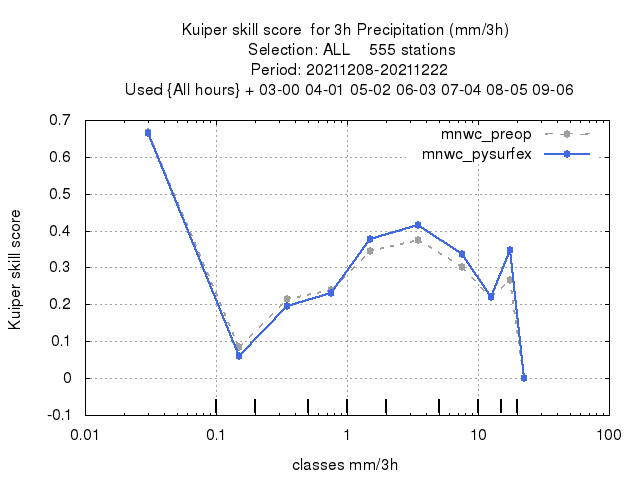 Kuiper skill score  for 3h Precipitation (mm/3h)
Selection: ALL    555 stations
Period: 20211208-20211222
Used {All hours} + 03-00 04-01 05-02 06-03 07-04 08-05 09-06
mnwc_preop
mnwc_pysurfex
0.7
0.6
0.5
0.4
0.3
0.2
0.1
0
-0.1
Kuiper skill score
0.01 0.1 1 10 100
classes mm/3h